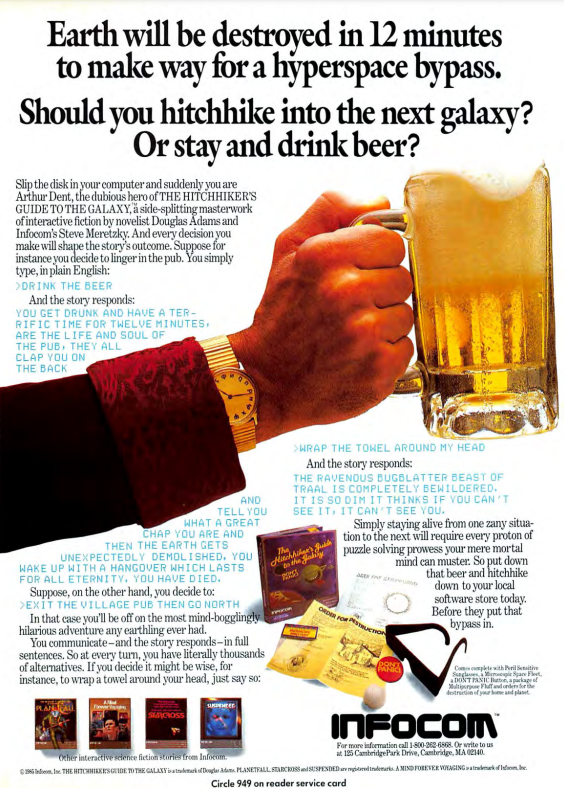 Earth will be destroyed in 12 minutes
to make way for a hyperspace bypass.
Should you hitchhike into the next galaxy?
Or stay and drink beer?
Slip the disk in your computer and suddenly you are
Arthur Dent, the dubious hero of THE HITCHHIKER'S
GUIDE TO THE GALAXY,™ a side-splitting masterwork
of interactive fiction by novelist Douglas Adams and
Infocom's Steve Meretzky. And every decision you
make will shape the story's outcome. Suppose for
instance you decide to linger in the pub. You simply
type, in plain English:
>DRINK THE BEER
And the story responds:
YOU GET DRUNK AND HAVE A TER-
RIFIC TIME FOR TWELVE MINUTES,
ARE THE LIFE AND SOUL OF
THE PUB, THEY ALL
CLAP YOU ON
THE BACK
AND
TELL YOU
WHAT A GREAT
CHAP YOU ARE AND
THEN THE EARTH GETS
UNEXPECTEDLY DEMOLISHED. YOU
WAKE UP WITH A HANGOVER WHICH LASTS
FOR ALL ETERNITY. YOU HAVE DIED.
Suppose, on the other hand, you decide to:
>EXIT THE VILLAGE PUB THEN GO NORTH
In that case you'll be off on the most mind-bogglingly
hilarious adventure any earthling ever had.
You communicate – and the story responds – in full
sentences. So at every turn, you have literally thousands
of alternatives. If you decide it might be wise, for
instance, to wrap a towel around your head, just say so:
>WRAP THE TOWEL AROUND MY HEAD
And the story responds:
THE RAVENOUS BUGBLATTER BEAST OF
TRAAL IS COMPLETELY BEWILDERED.
IT IS SO DIM IT THINKS IF YOU CAN'T
SEE IT, IT CAN'T SEE YOU.
Simply staying alive from one zany situa-
tion to the next will require every proton of
puzzle solving prowess your mere mortal
mind can muster. So put down
that beer and hitchhike
down to your local
software store today.
Before they put that
bypass in.
The
Hitchhiker's Guide
to the Galaxy
DON'T
PANIC!
INFOCOM
ORDER FOR DESTRUCTION
DON'T
PANIC!
Comes complete with Peril Sensitive
Sunglasses, a Microscopic Space Fleet,
a DON'T PANIC Button, a package of
Multipurpose Fluff and orders for the
destruction of your home and planet.
PLANETFALL
A Mind
Forever Voyaging
STARCROSS
SUSPENDED
Other interactive science fiction stories from Infocom.
INFOCOM™
For more information call 1-800-262-6868. Or write to us
at 125 CambridgePark Drive, Cambridge, MA 02140.
© 1985 Infocom, Inc. THE HITCHHIKER'S GUIDE TO THE GALAXY is a trademark of Douglas Adams. PLANETFALL, STARCROSS and SUSPENDED are registered trademarks. A MIND FOREVER VOYAGING is a trademark of Infocom, Inc.
Circle 949 on reader service card